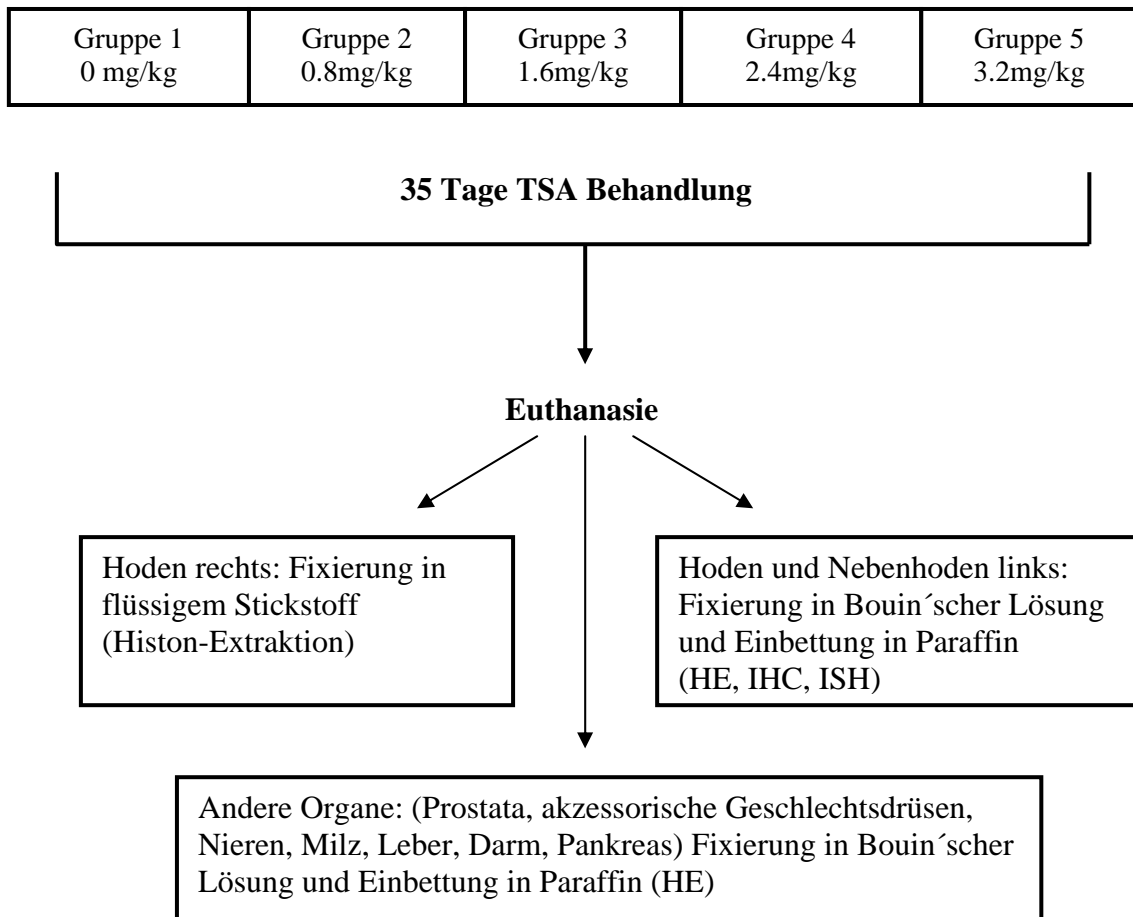 Gruppe 1
0 mg/kg
Gruppe 2
0.8mg/kg
Gruppe 3
1.6mg/kg
Gruppe 4
2.4mg/kg
Gruppe 5
3.2mg/kg
35 Tage TSA Behandlung
Euthanasie
Hoden rechts: Fixierung in
flüssigem Stickstoff
(Histon-Extraktion)
Hoden und Nebenhoden links:
Fixierung in Bouin´scher Lösung
und Einbettung in Paraffin
(HE, IHC, ISH)
Andere Organe: (Prostata, akzessorische Geschlechtsdrüsen,
Nieren, Milz, Leber, Darm, Pankreas) Fixierung in Bouin´scher
Lösung und Einbettung in Paraffin (HE)